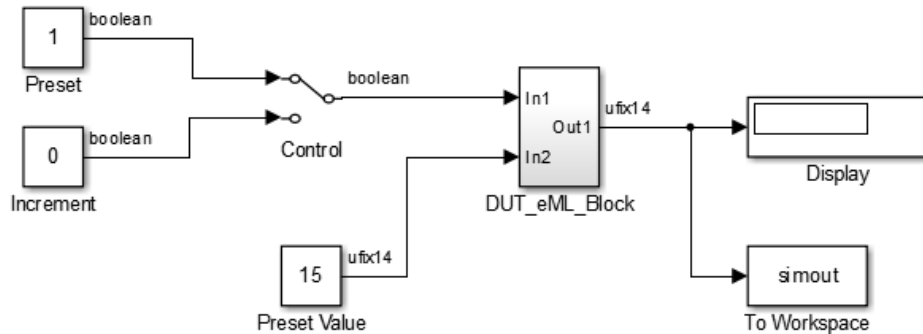 boolean
1
Preset
boolean
0
Increment
boolean
Control
In1
In2
Out1
DUT_eML_Block
ufix14
15
ufix14
Preset Value
Display
simout
To Workspace